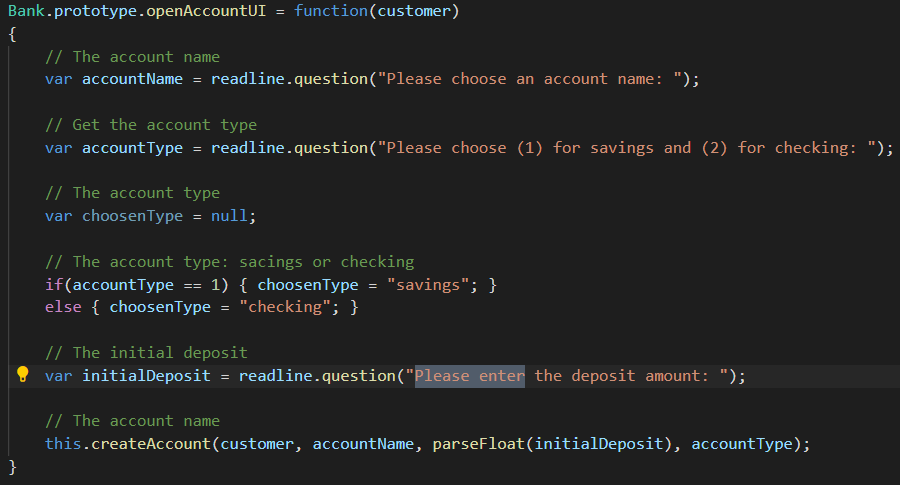 Bank.prototype.openAccountUI = function(customer)
{
// The account name
var accountName = readline.question("Please choose an account name: ");
// Get the account type
var accountType = readline.question("Please choose (1) for savings and (2) for checking: ");
// The account type
var choosenType = null;
// The account type: sacings or checking
if(accountType == 1) { choosenType = "savings"; }
else { choosenType = "checking"; }
// The initial deposit
var initialDeposit = readline.question("Please enter the deposit amount: ");
// The account name
this.createAccount(customer, accountName, parseFloat(initialDeposit), accountType);
}